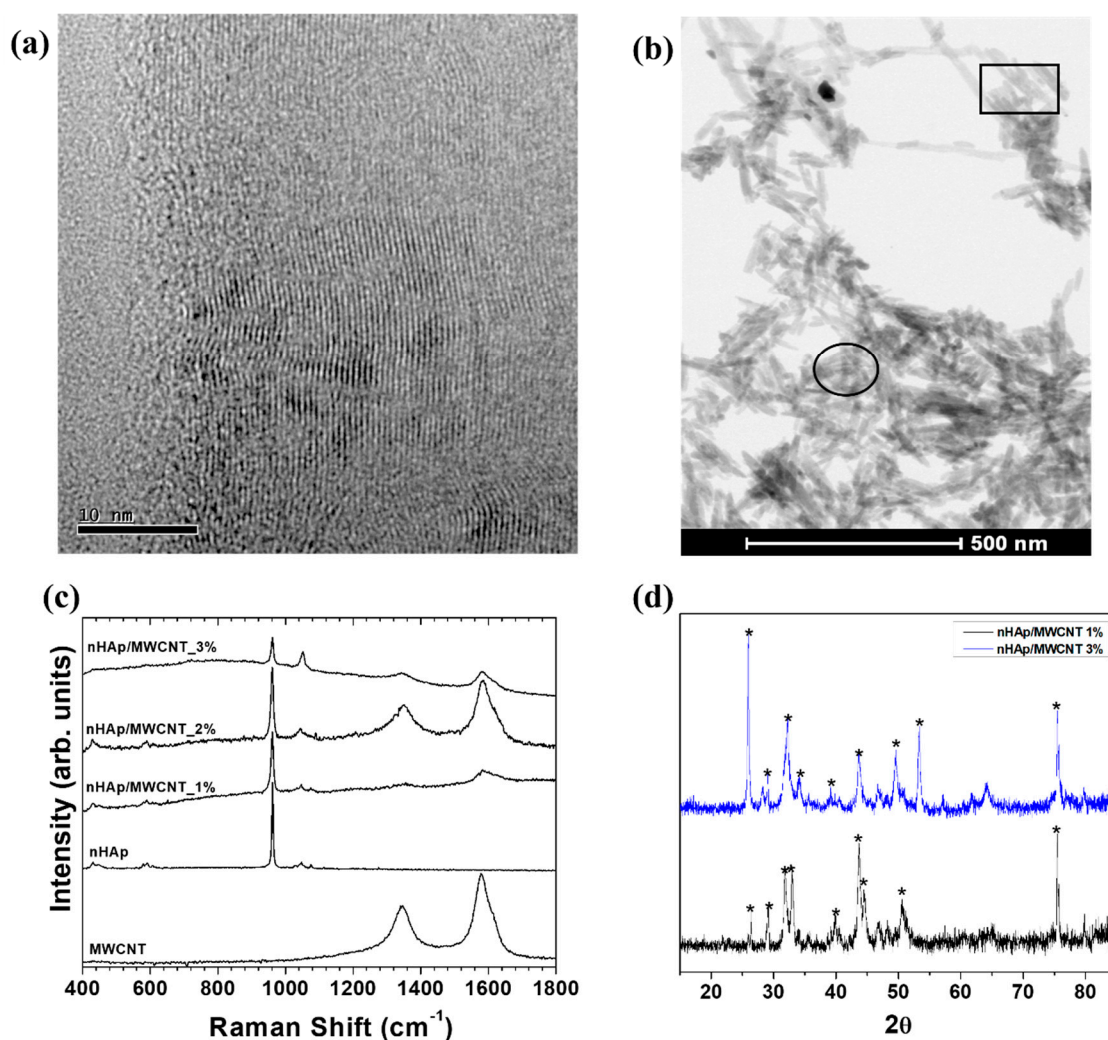 (a)
10 nm
(b)
500 nm
(c)
nHAp/MWCNT_3%
nHAp/MWCNT_2%
nHAp/MWCNT_1%
nHAp
MWCNT
Intensity (arb. units)
400 600 800 1000 1200 1400 1600 1800
Raman Shift (cm⁻¹)
(d)
nHAp/MWCNT 1%
nHAp/MWCNT 3%
* * * * * * * * *
* * * * * * * * *
20 30 40 50 60 70 80
2θ